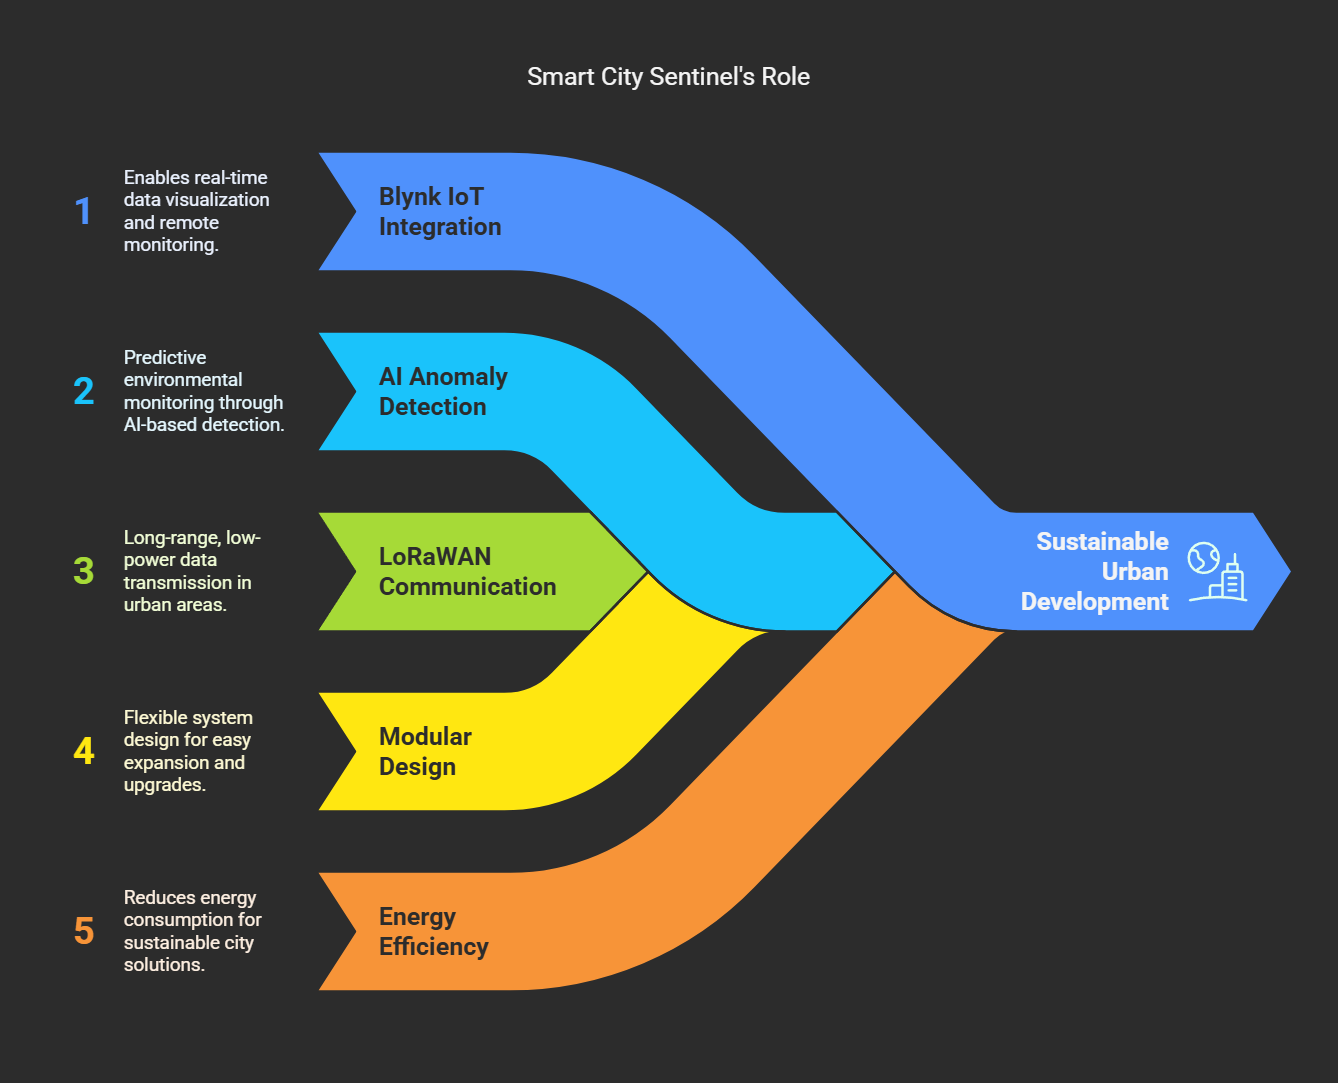 Smart City Sentinel's Role
1
Enables real-time
data visualization
and remote
monitoring.
Blynk IoT
Integration
2
Predictive
environmental
monitoring through
AI-based detection.
AI Anomaly
Detection
3
Long-range, low-
power data
transmission in
urban areas.
LoRaWAN
Communication
Sustainable
Urban
Development
4
Flexible system
design for easy
expansion and
upgrades.
Modular
Design
5
Reduces energy
consumption for
sustainable city
solutions.
Energy
Efficiency